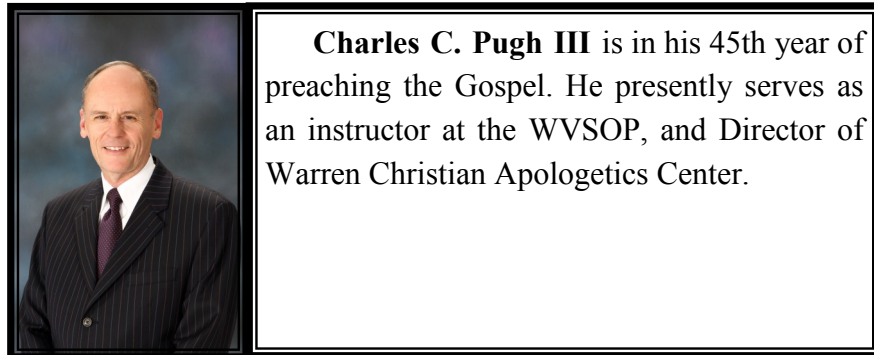 Charles C. Pugh III is in his 45th year of
preaching the Gospel. He presently serves as
an instructor at the WVSOP, and Director of
Warren Christian Apologetics Center.